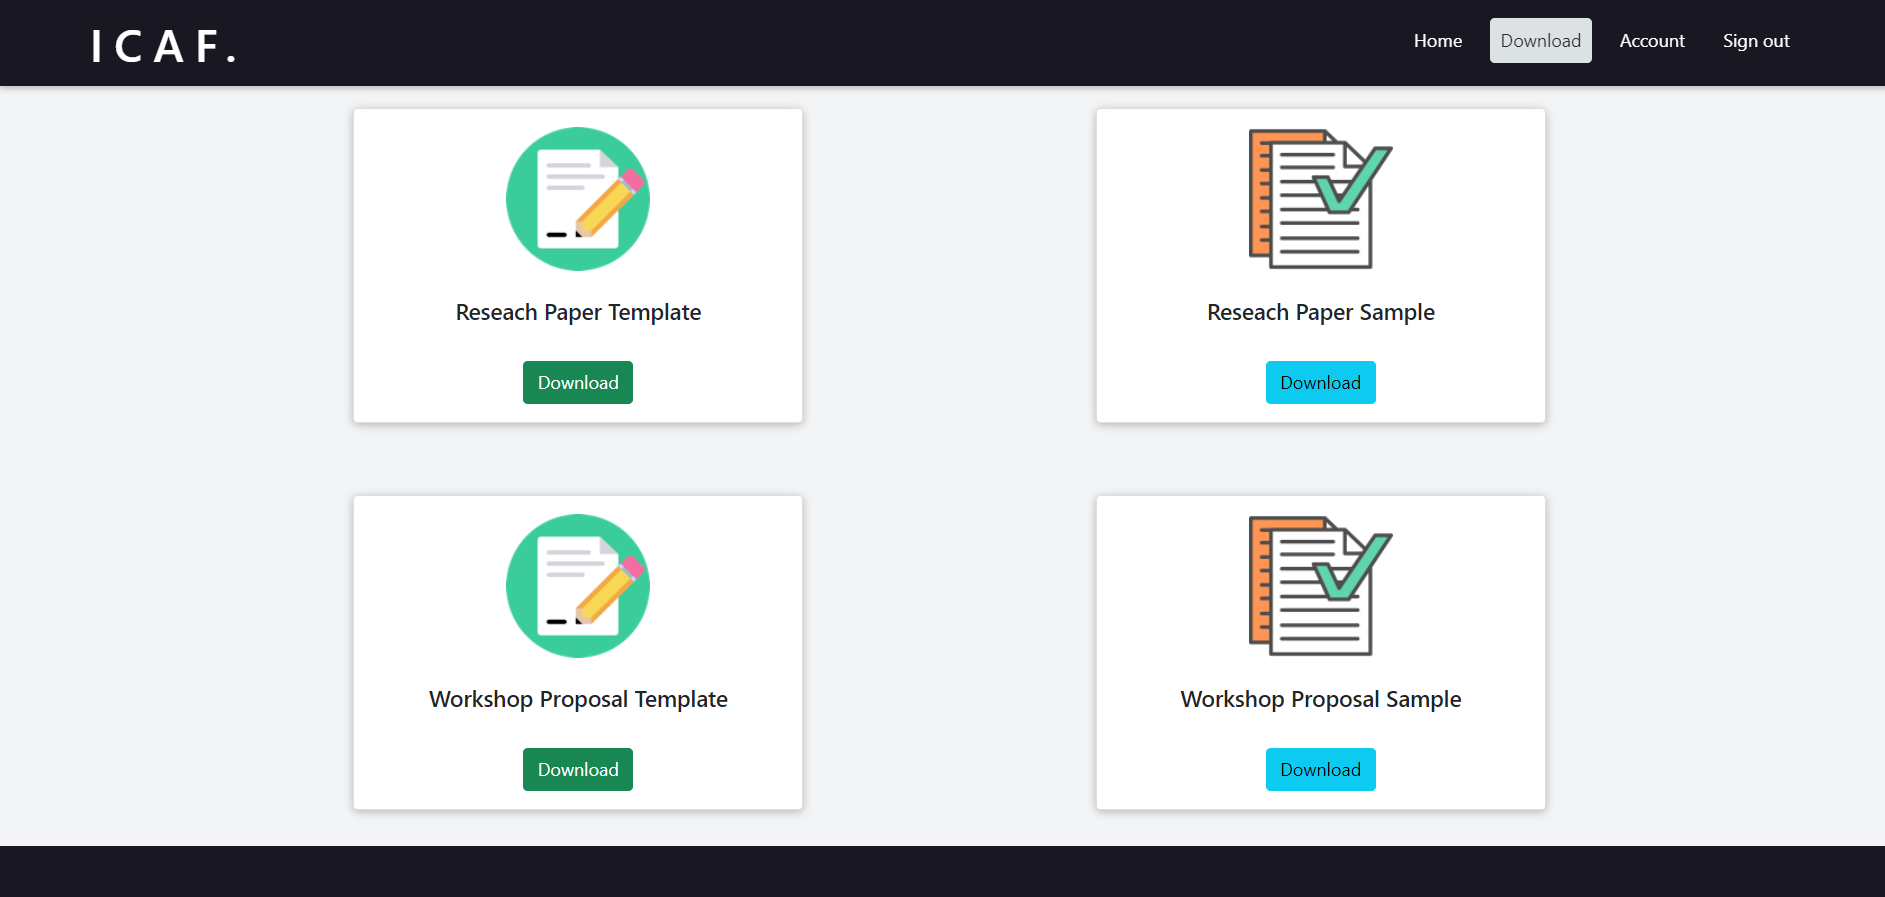 I C A F .
Home Download Account Sign out
Reseach Paper Template
Download
Reseach Paper Sample
Download
Workshop Proposal Template
Download
Workshop Proposal Sample
Download